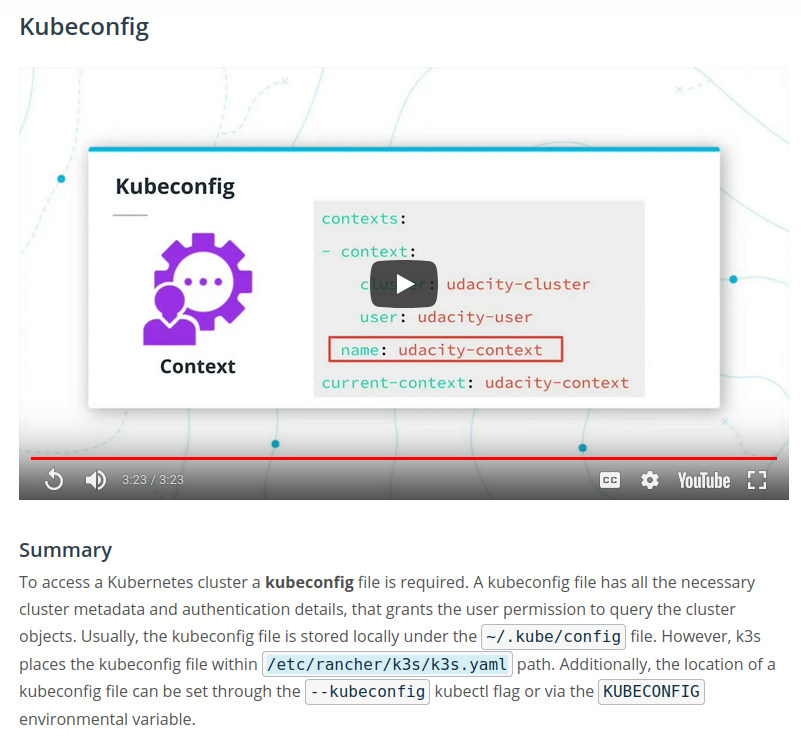 Kubeconfig
Kubeconfig
contexts:
- context:
cluster: udacity-cluster
user: udacity-user
name: udacity-context
current-context: udacity-context
Context
3:23 / 3:23
CC
YouTube
Summary
To access a Kubernetes cluster a kubeconfig file is required. A kubeconfig file has all the necessary
cluster metadata and authentication details, that grants the user permission to query the cluster
objects. Usually, the kubeconfig file is stored locally under the ~/.kube/config file. However, k3s
places the kubeconfig file within /etc/rancher/k3s/k3s.yaml path. Additionally, the location of a
kubeconfig file can be set through the --kubeconfig kubectl flag or via the KUBECONFIG
environmental variable.